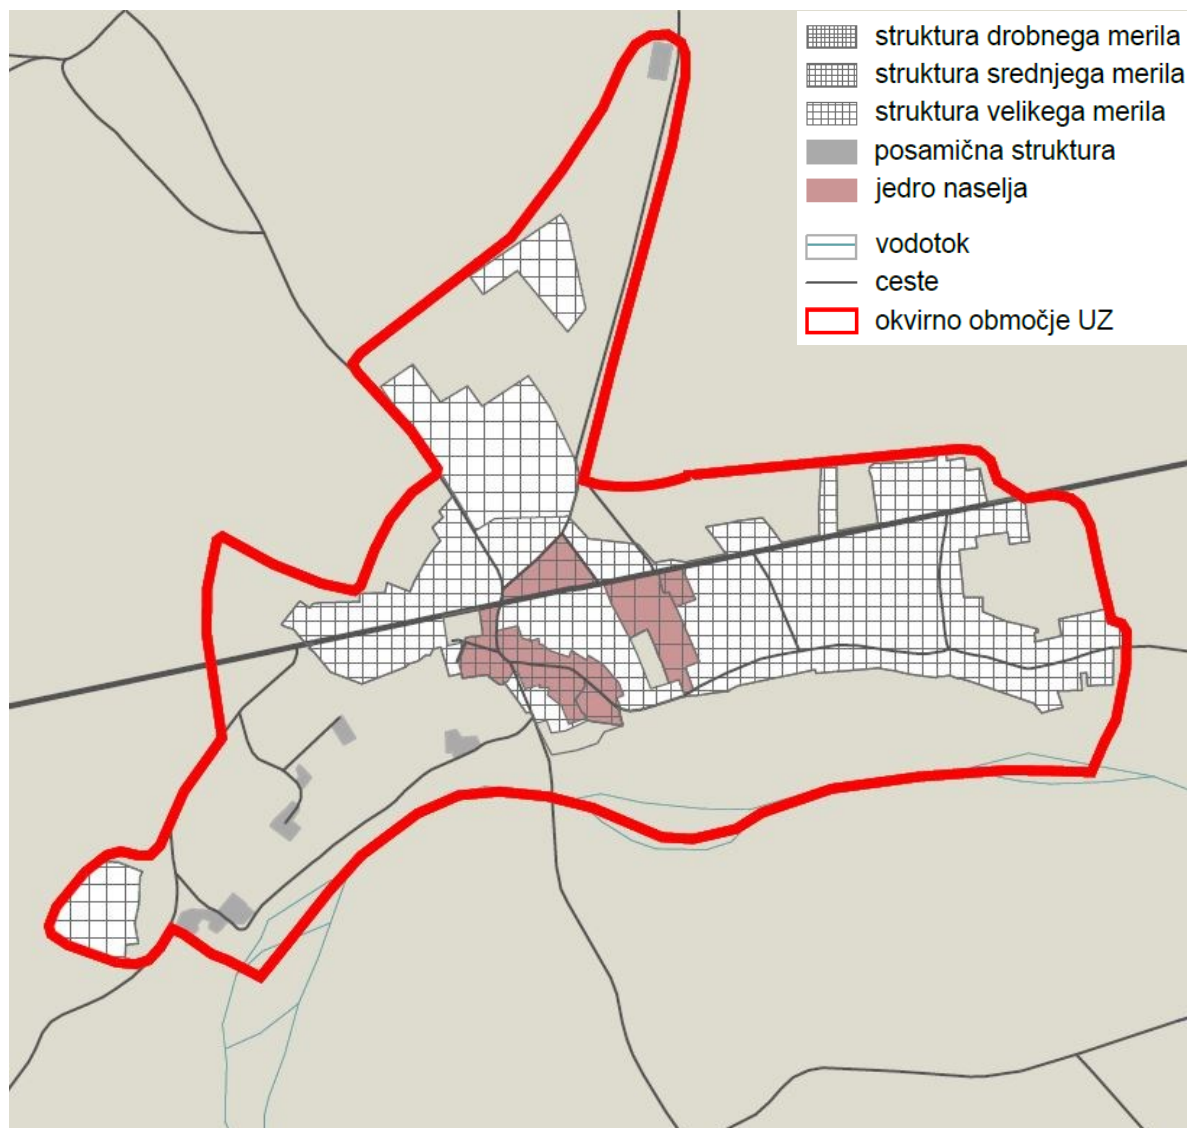 struktura drobnega merila
struktura srednjega merila
struktura velikega merila
posamična struktura
jedro naselja
vodotok
ceste
okvirno območje UZ